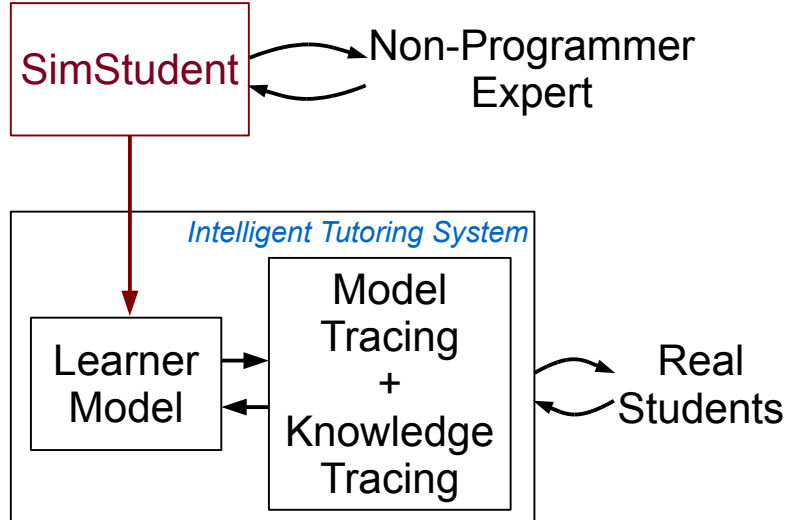 SimStudent
Non-Programmer
Expert
Intelligent Tutoring System
Learner
Model
Model
Tracing
+
Knowledge
Tracing
Real
Students